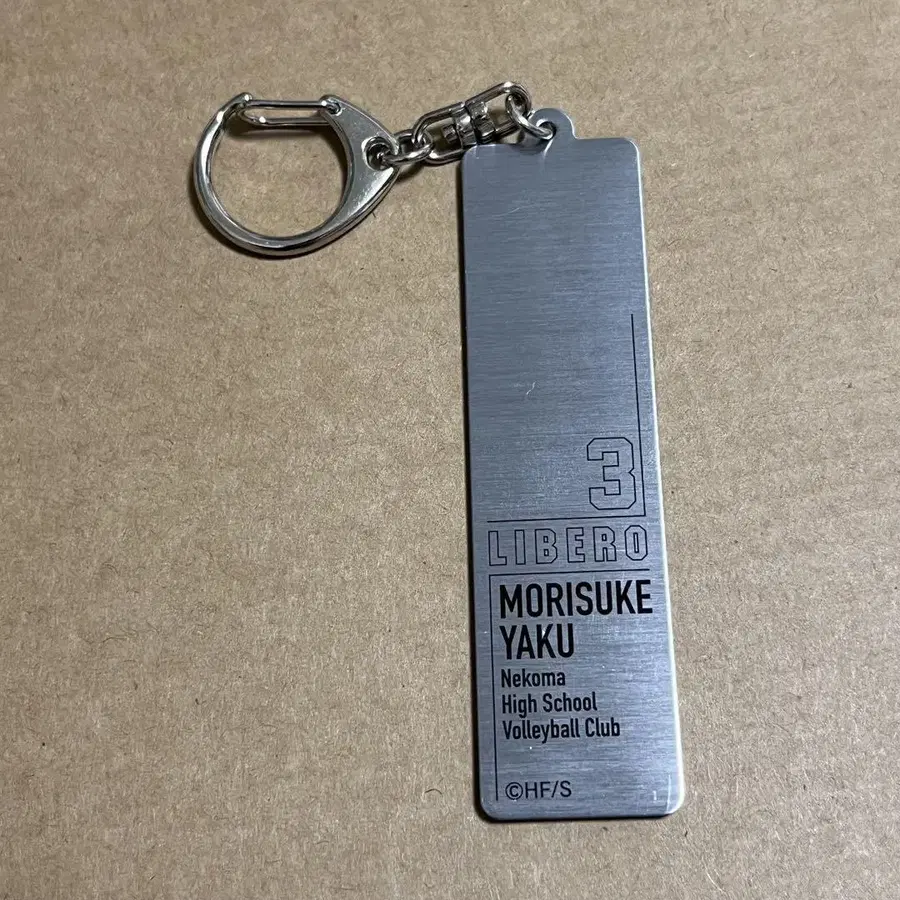 3
LIBERO
MORISUKE
YAKU
Nekoma
High School
Volleyball Club
©HF/S